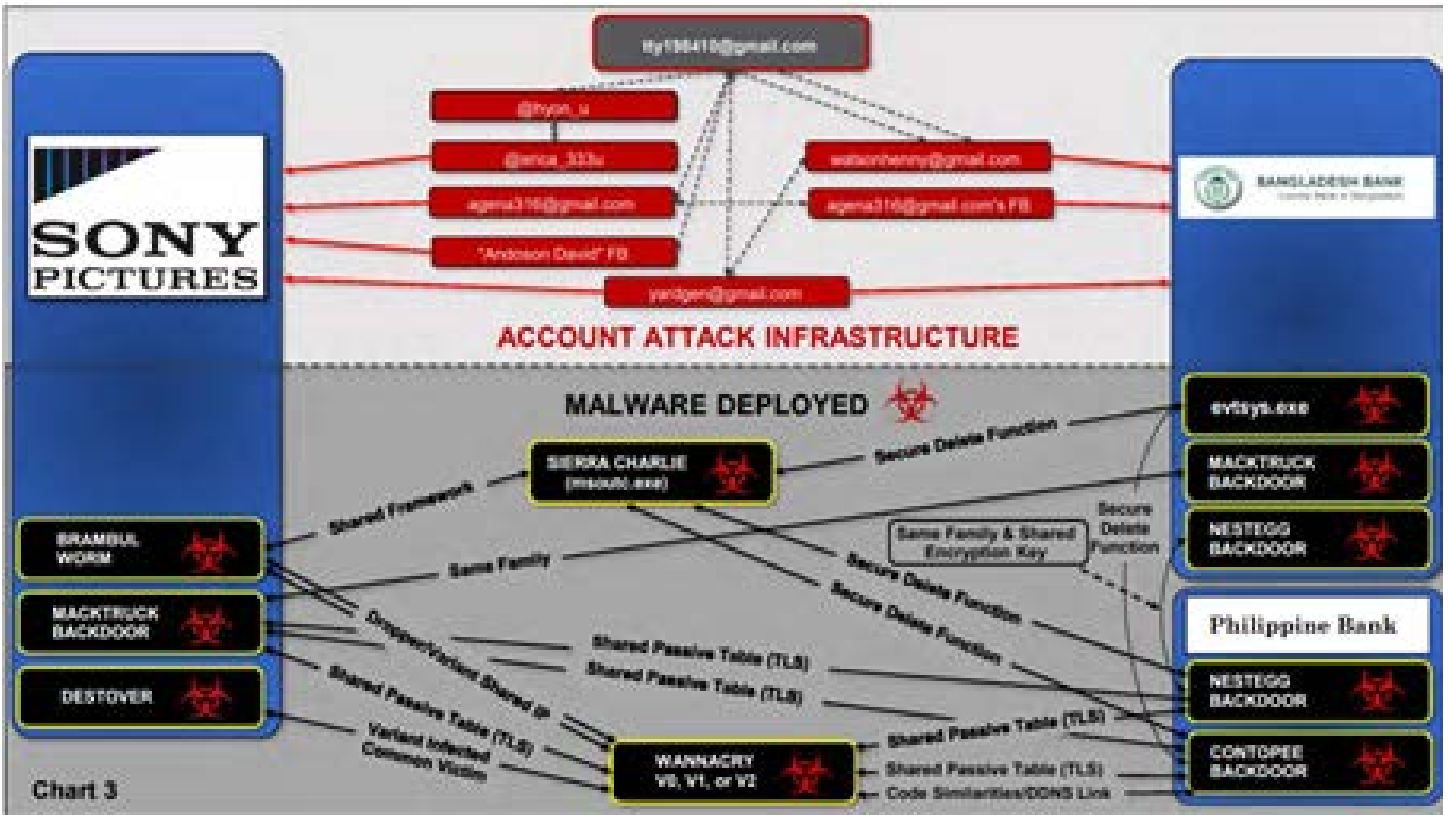 tty198410@gmail.com
@hyon_u
@erica_333u
agena316@gmail.com
"Andoson David" FB
watsonhenny@gmail.com
agena316@gmail.com's FB
yardgen@gmail.com
SONY
PICTURES
BANGLADESH BANK
ACCOUNT ATTACK INFRASTRUCTURE
MALWARE DEPLOYED
SIERRA CHARLIE
(msoutc.exe)
BRAMBUL
WORM
MACKTRUCK
BACKDOOR
DESTOVER
evtsys.exe
MACKTRUCK
BACKDOOR
NESTEGG
BACKDOOR
Philippine Bank
NESTEGG
BACKDOOR
CONTOPEE
BACKDOOR
WANNACRY
V0, V1, or V2
Shared Framework
Secure Delete Function
Same Family
Same Family & Shared
Encryption Key
Secure
Delete
Function
Secure Delete Function
Secure Delete Function
Dropper/Variant Shared IP
Shared Passive Table (TLS)
Shared Passive Table (TLS)
Shared Passive Table (TLS)
Variant Infected
Common Victim
Shared Passive Table (TLS)
Shared Passive Table (TLS)
Code Similarities/DDNS Link
Chart 3